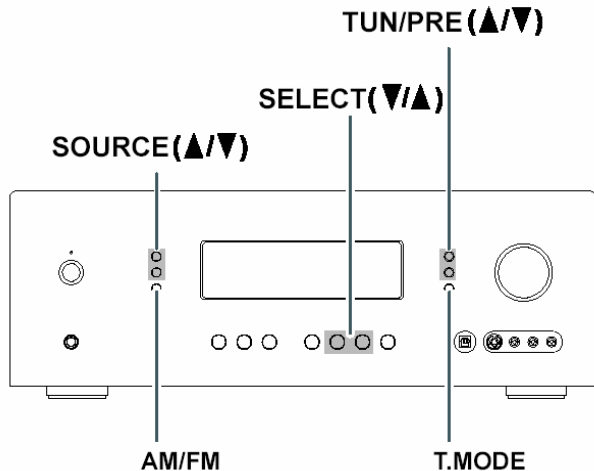 TUN/PRE(▲/▼)
SELECT(▼/▲)
SOURCE(▲/▼)
AM/FM
T.MODE